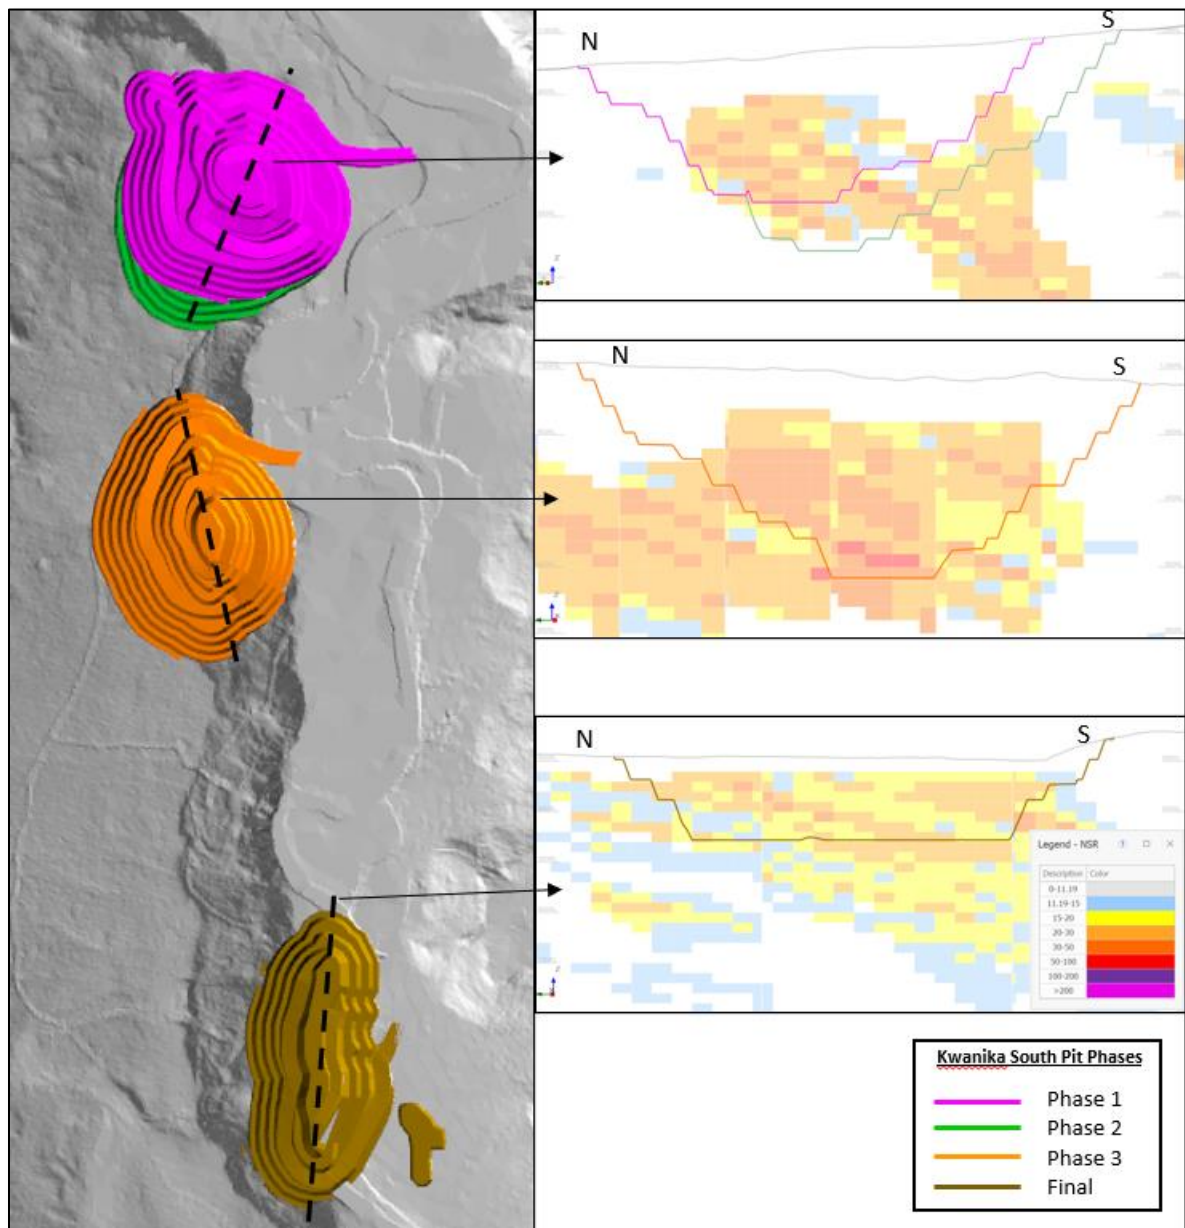 N
S
N
S
N
S
Legend - NSR
Description Color
0-11.19
11.19-15
15-20
20-30
30-50
50-100
100-200
>200
Kwanika South Pit Phases
Phase 1
Phase 2
Phase 3
Final